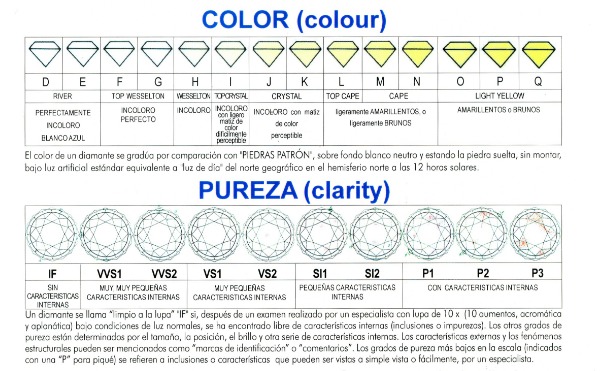 COLOR (colour)
D E F G H I J K L M N O P Q
RIVER TOP WESSELTON WESSELTON TOPCRYSTAL CRYSTAL TOP CAPE CAPE LIGHT YELLOW
PERFECTAMENTE INCOLORO BLANCO AZUL
INCOLORO PERFECTO
INCOLORO
INCOLORO con ligero matiz de color dificilmente perceptible
INCOLORO con matiz de color perceptible
ligeramente AMARILLENTOS o ligeramente BRUNOS
AMARILLENTOS o BRUNOS
El color de un diamante se gradúo por comparación con "PIEDRAS PATRÓN", sobre fondo blanco neutro y estando la piedra suelta, sin montar,
bajo luz artificial estándar equivalente a "luz de día" del norte geográfico en el hemisferio norte a las 12 horas solares.
PUREZA (clarity)
IF VVS1 VVS2 VS1 VS2 SI1 SI2 P1 P2 P3
SIN CARACTERISTICAS INTERNAS
MUY MUY PEQUEÑAS CARACTERISTICAS INTERNAS
MUY PEQUEÑAS CARACTERISTICAS INTERNAS
PEQUEÑAS CARACTERISTICAS INTERNAS
CON CARACTERISTICAS INTERNAS
Un diamante se llama "limpio a la lupa" "IF" si, después de un examen realizado por un especialista con lupa de 10 x (10 aumentos, acromática
y aplanática) bajo condiciones de luz normales, se ha encontrado libre de características internas (inclusiones o impurezas). Los otros grados de
pureza están determinados por el tamaño, la posición, el brillo y otra serie de características internas. Las características externas y los fenómenos
estructurales pueden ser mencionados como "marcas de identificación" o "comentarios". Los grados de pureza más bajos en la escala (indicados
con una "P" para piqué) se refieren a inclusiones o características que pueden ser vistas a simple vista o fácilmente, por un especialista.